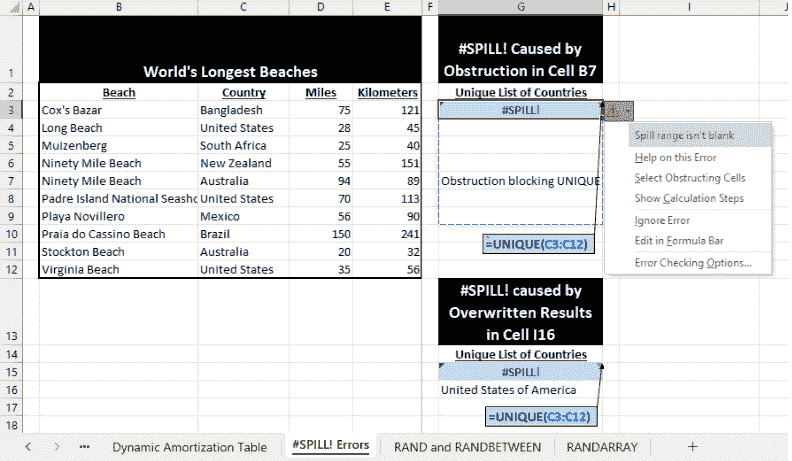 A B C D E F G H I J
1 World's Longest Beaches #SPILL! Caused by
Obstruction in Cell B7
2 Beach Country Miles Kilometers Unique List of Countries
3 Cox's Bazar Bangladesh 75 121 #SPILL!
4 Long Beach United States 28 45
5 Muizenberg South Africa 25 40
6 Ninety Mile Beach New Zealand 55 151
7 Ninety Mile Beach Australia 94 89 Obstruction blocking UNIQUE
8 Padre Island National Seasho United States 70 113
9 Playa Novillero Mexico 56 90
10 Praia do Cassino Beach Brazil 150 241
=UNIQUE(C3:C12)
11 Stockton Beach Australia 20 32
12 Virginia Beach United States 35 56
Spill range isn't blank
Help on this Error
Select Obstructing Cells
Show Calculation Steps
Ignore Error
Edit in Formula Bar
Error Checking Options...
13 #SPILL! caused by
Overwritten Results
in Cell I16
14 Unique List of Countries
15 #SPILL!
16 United States of America
17 =UNIQUE(C3:C12)
18
... Dynamic Amortization Table #SPILL! Errors RAND and RANDBETWEEN RANDARRAY +